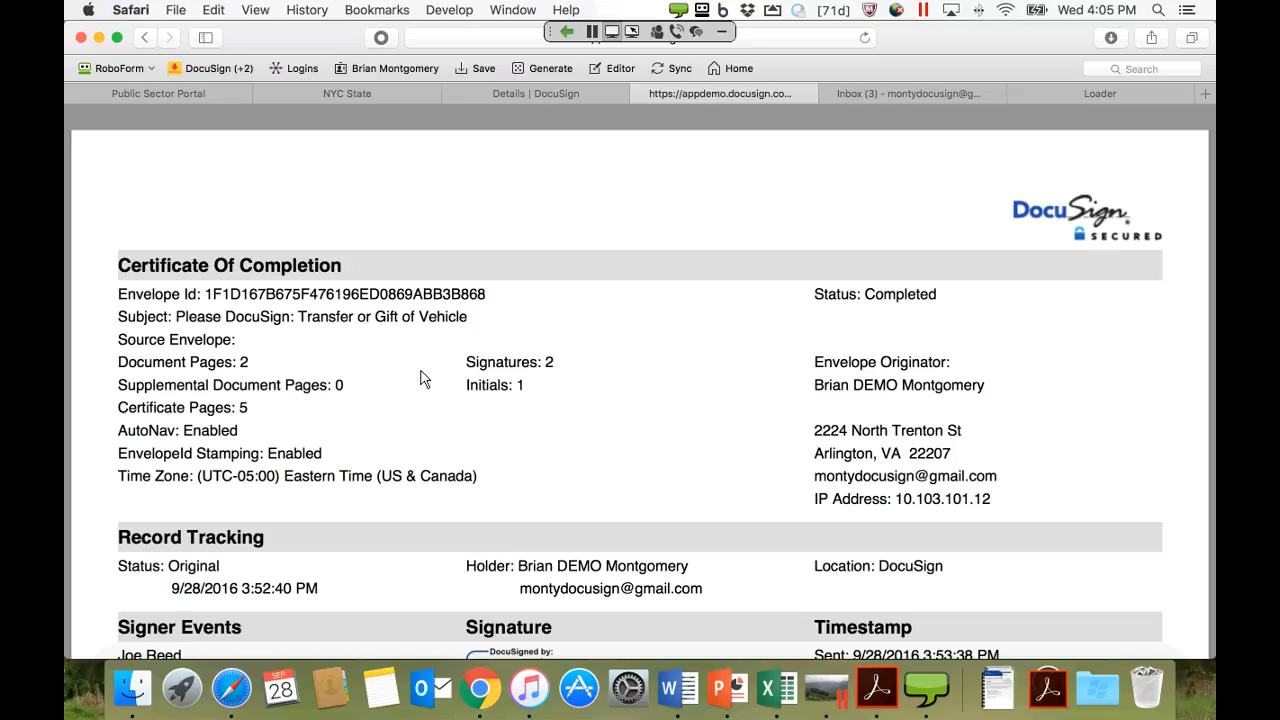 Safari File Edit View History Bookmarks Develop Window Help [71d] Wed 4:05 PM
RoboForm DocuSign (+2) Logins Brian Montgomery Save Generate Editor Sync Home Search
Public Sector Portal NYC State Details | DocuSign https://appdemo.docusign.co... Inbox (3) - montydocusign@g... Loader
DocuSign
SECURED
Certificate Of Completion
Envelope Id: 1F1D167B675F476196ED0869ABB3B868 Status: Completed
Subject: Please DocuSign: Transfer or Gift of Vehicle
Source Envelope:
Document Pages: 2 Signatures: 2 Envelope Originator:
Supplemental Document Pages: 0 Initials: 1 Brian DEMO Montgomery
Certificate Pages: 5
AutoNav: Enabled 2224 North Trenton St
EnvelopeId Stamping: Enabled Arlington, VA 22207
Time Zone: (UTC-05:00) Eastern Time (US & Canada) montydocusign@gmail.com
IP Address: 10.103.101.12
Record Tracking
Status: Original Holder: Brian DEMO Montgomery Location: DocuSign
9/28/2016 3:52:40 PM montydocusign@gmail.com
Signer Events Signature Timestamp
Joe Reed DocuSigned by: Sent: 9/28/2016 3:53:38 PM
SEP
28